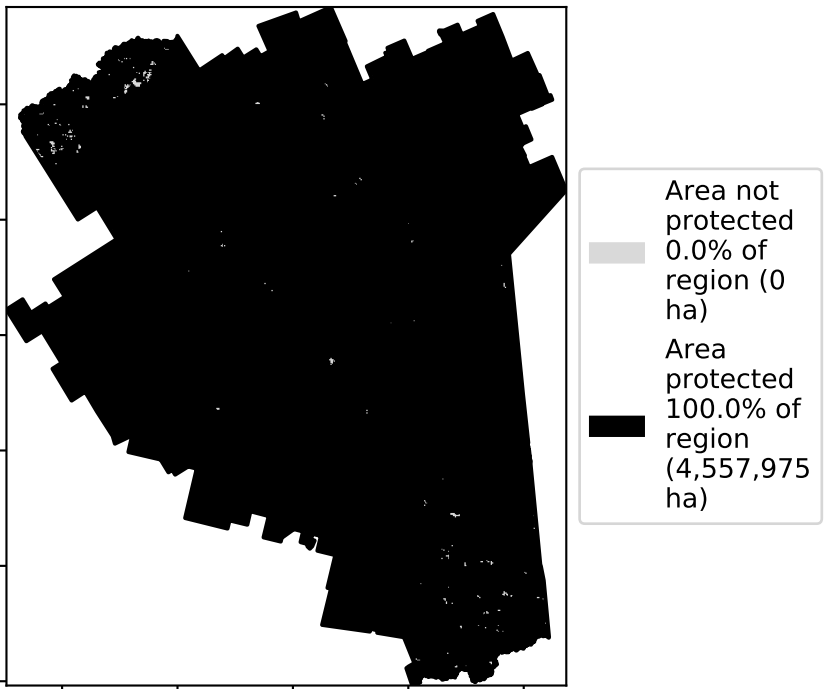 Area not
protected
0.0% of
region (0
ha)
Area
protected
100.0% of
region
(4,557,975
ha)